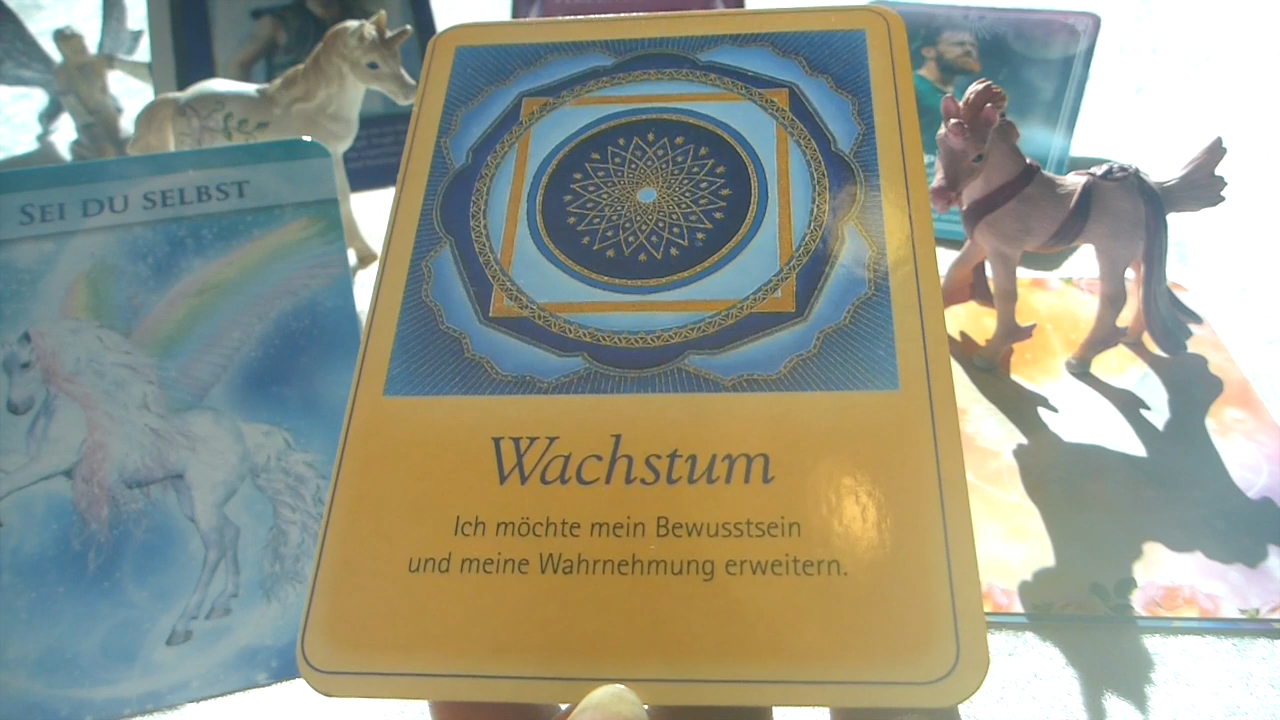 SEI DU SELBST
Wachstum
Ich möchte mein Bewusstsein
und meine Wahrnehmung erweitern.